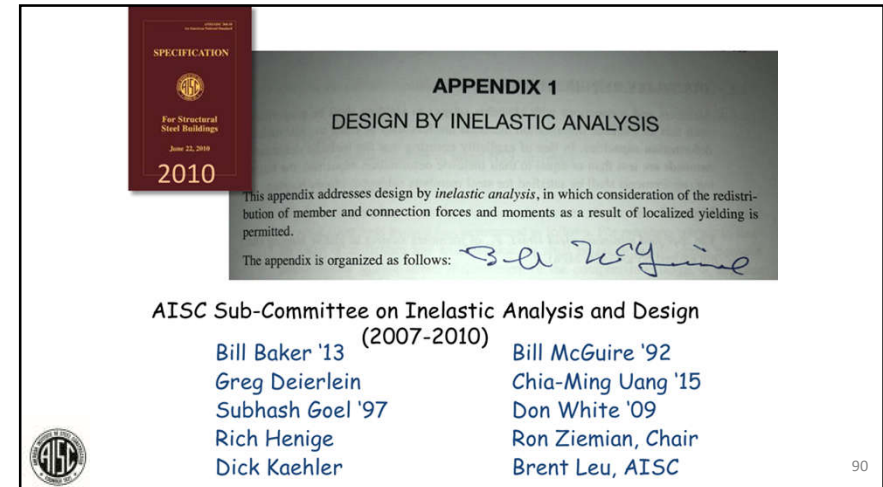 SPECIFICATION
For Structural
Steel Buildings
June 22, 2010
2010
APPENDIX 1
DESIGN BY INELASTIC ANALYSIS
This appendix addresses design by inelastic analysis, in which consideration of the redistri-
bution of member and connection forces and moments as a result of localized yielding is
permitted.
The appendix is organized as follows: Bill McGuire
AISC Sub-Committee on Inelastic Analysis and Design
(2007-2010)
Bill Baker '13
Greg Deierlein
Subhash Goel '97
Rich Henige
Dick Kaehler
Bill McGuire '92
Chia-Ming Uang '15
Don White '09
Ron Ziemian, Chair
Brent Leu, AISC
90